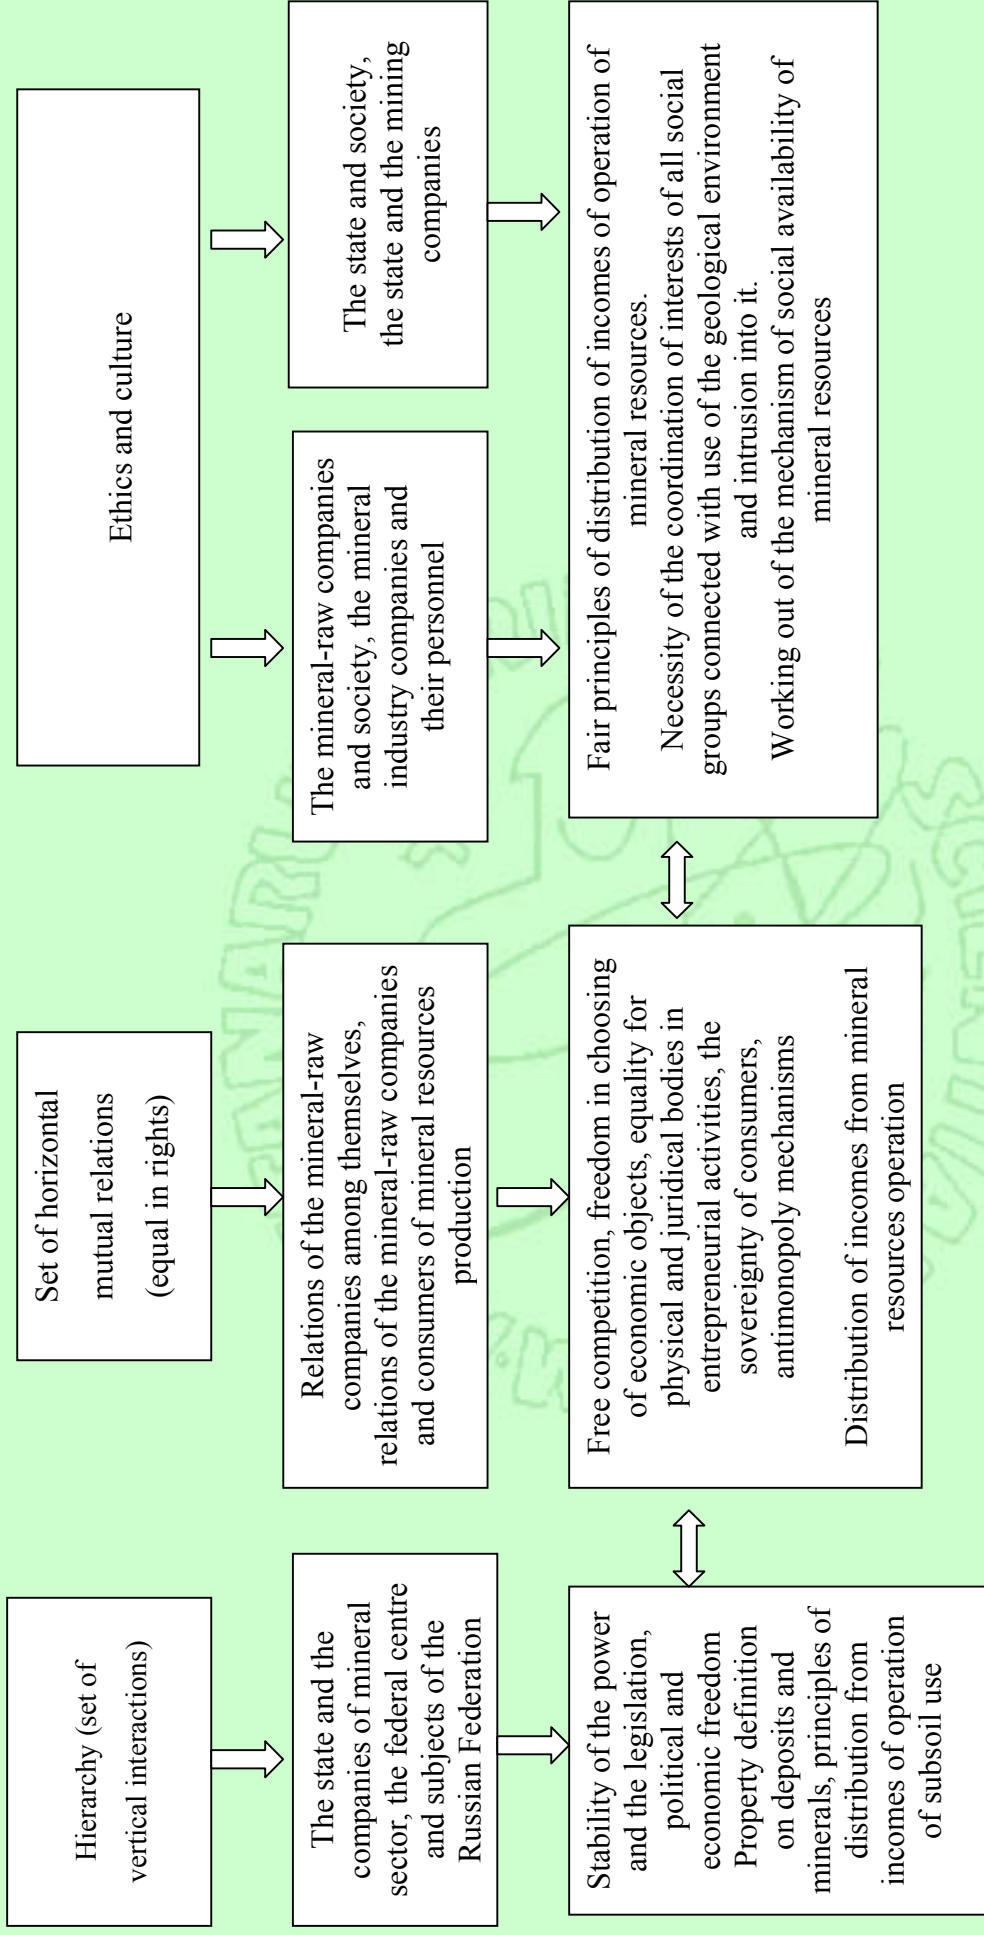 Hierarchy (set of
vertical interactions)
Set of horizontal
mutual relations
(equal in rights)
Ethics and culture
The state and the
companies of mineral
sector, the federal centre
and subjects of the
Russian Federation
Relations of the mineral-raw
companies among themselves,
relations of the mineral-raw companies
and consumers of mineral resources
production
The mineral-raw companies
and society, the mineral
industry companies and
their personnel
The state and society,
the state and the mining
companies
Stability of the power
and the legislation,
political and
economic freedom
Property definition
on deposits and
minerals, principles of
distribution from
incomes of operation
of subsoil use
Free competition, freedom in choosing
of economic objects, equality for
physical and juridical bodies in
entrepreneurial activities, the
sovereignty of consumers,
antimonopoly mechanisms
Distribution of incomes from mineral
resources operation
Fair principles of distribution of incomes of operation of
mineral resources.
Necessity of the coordination of interests of all social
groups connected with use of the geological environment
and intrusion into it.
Working out of the mechanism of social availability of
mineral resources